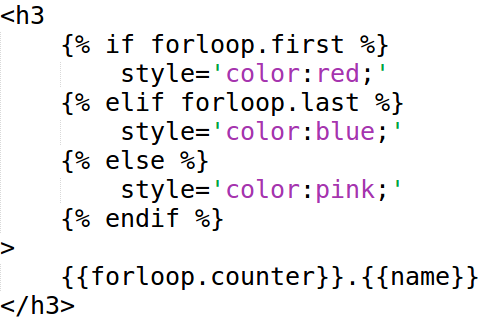 <h3
    {% if forloop.first %}
        style='color:red;'
    {% elif forloop.last %}
        style='color:blue;'
    {% else %}
        style='color:pink;'
    {% endif %}
>
    {{forloop.counter}}.{{name}}
</h3>